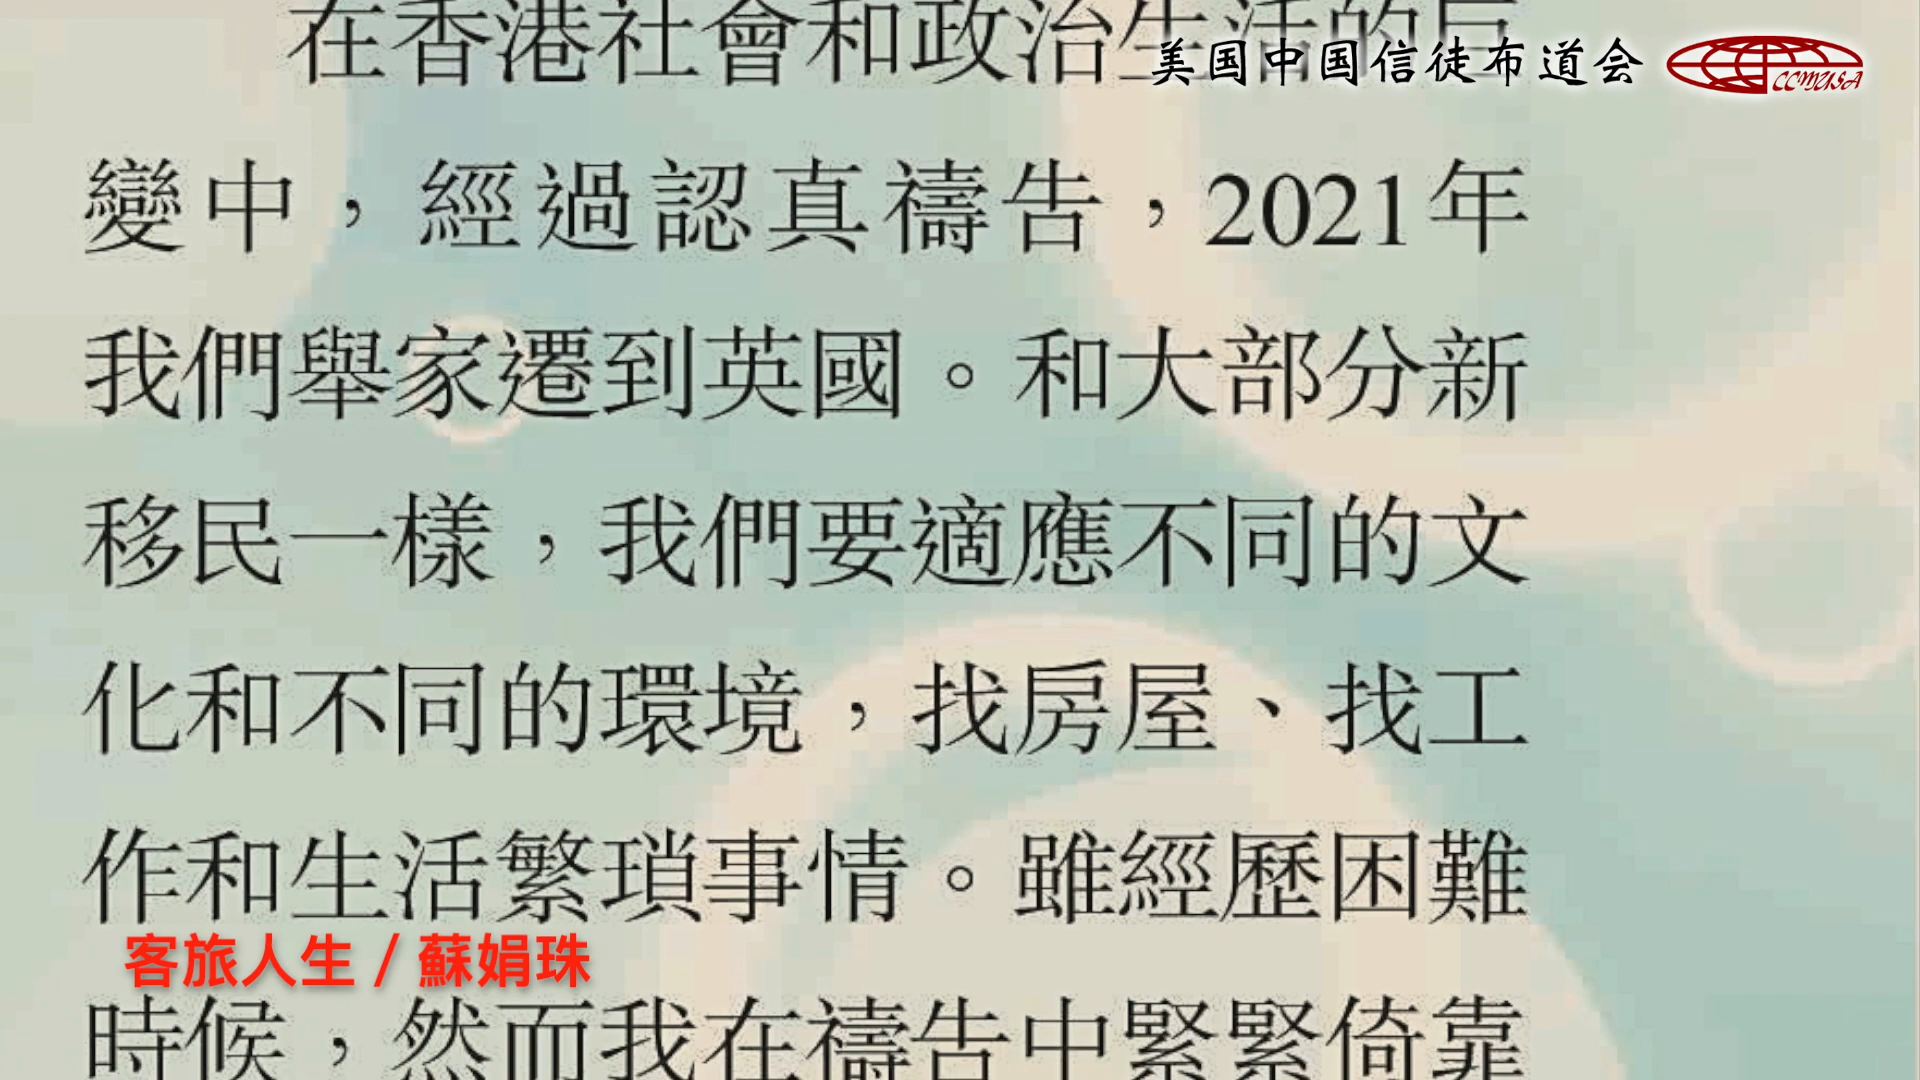 在香港社會和政治生活的巨
美国中国信徒布道会
CCMUSA
變中，經過認真禱告，2021年
我們舉家遷到英國。和大部分新
移民一樣，我們要適應不同的文
化和不同的環境，找房屋、找工
作和生活繁瑣事情。雖經歷困難
客旅人生 / 蘇娟珠
時候，然而我在禱告中緊緊倚靠